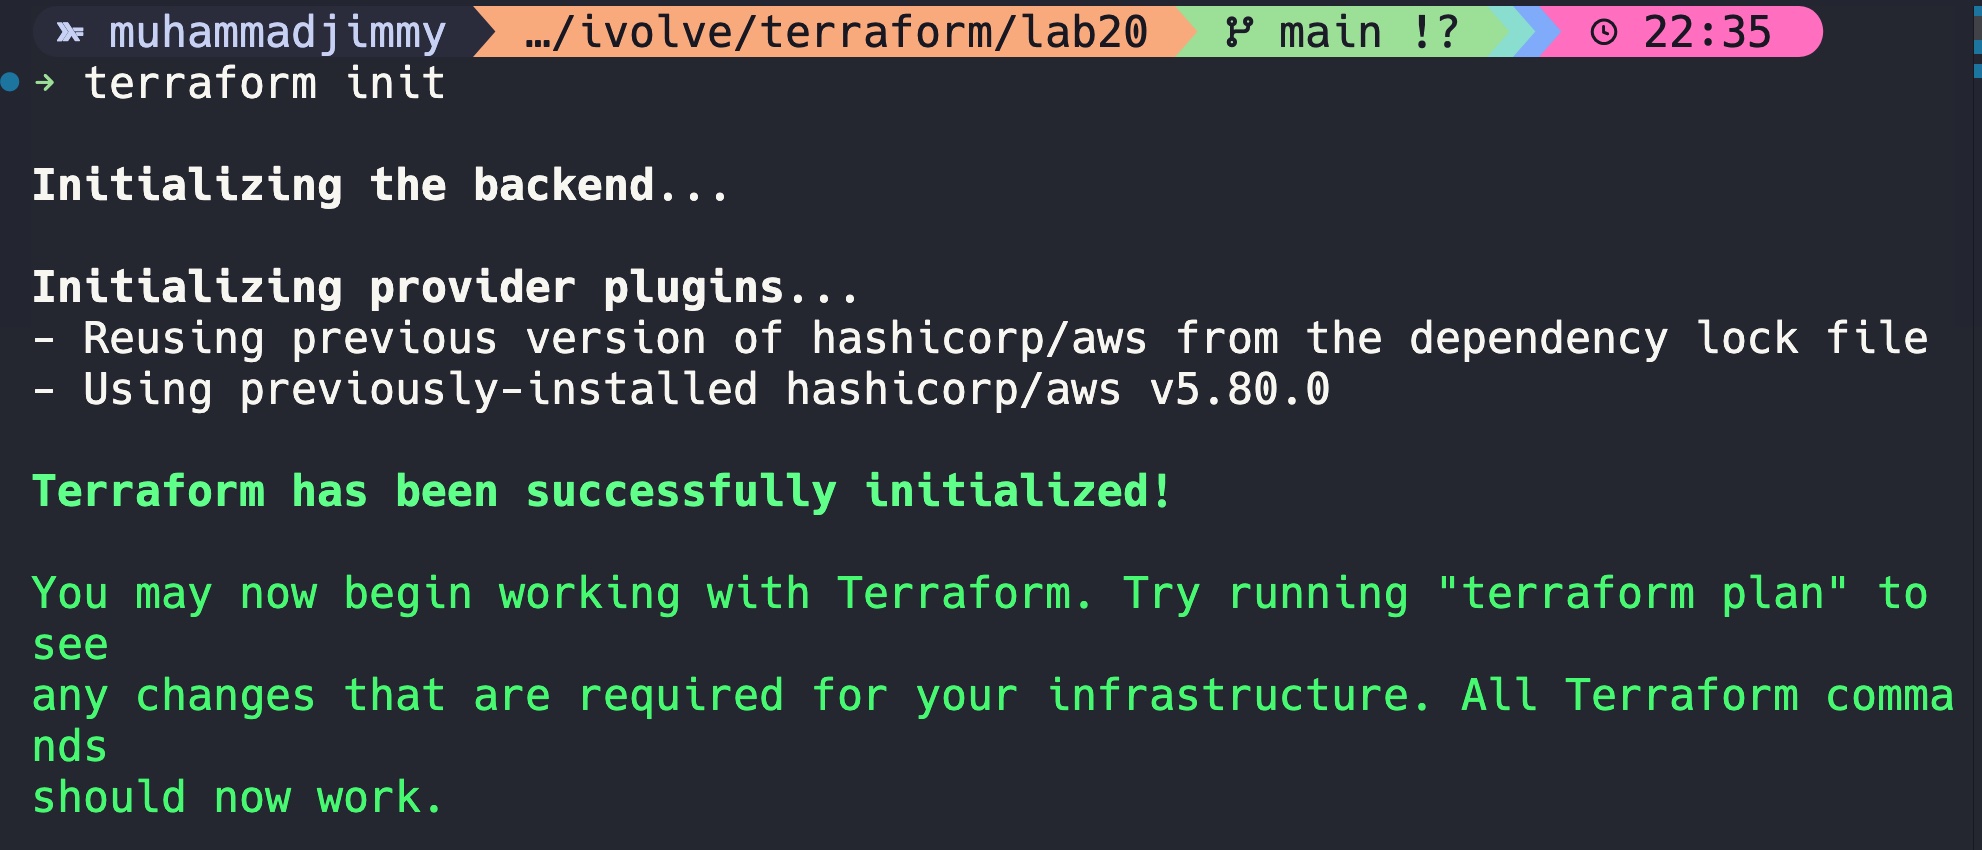 muhammadjimmy …/ivolve/terraform/lab20 main !? 22:35
→ terraform init
Initializing the backend...
Initializing provider plugins...
- Reusing previous version of hashicorp/aws from the dependency lock file
- Using previously-installed hashicorp/aws v5.80.0
Terraform has been successfully initialized!
You may now begin working with Terraform. Try running "terraform plan" to
see
any changes that are required for your infrastructure. All Terraform comma
nds
should now work.